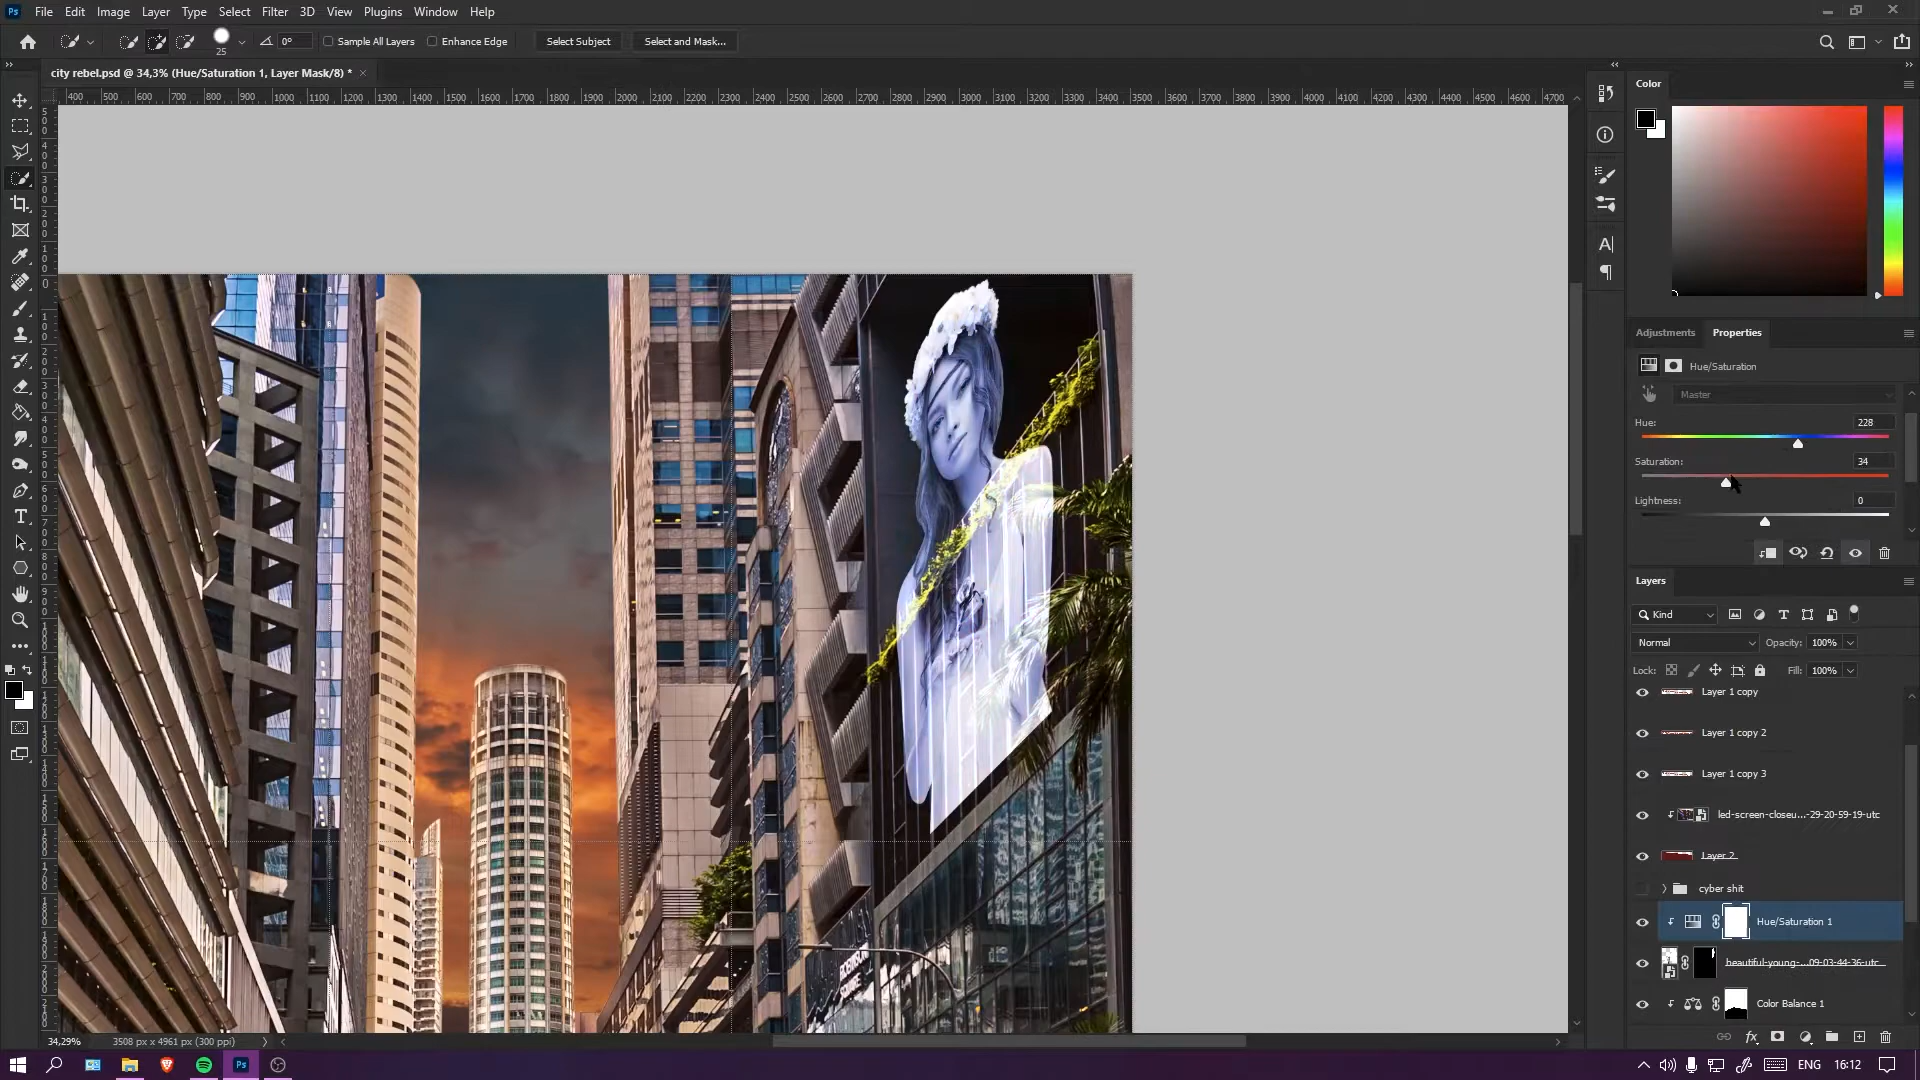 Ps File Edit Image Layer Type Select Filter 3D View Plugins Window Help
25 0° Sample All Layers Enhance Edge Select Subject Select and Mask...
city rebel.psd @ 34,3% (Hue/Saturation 1, Layer Mask/8) * ×
400 500 600 700 800 900 1000 1100 1200 1300 1400 1500 1600 1700 1800 1900 2000 2100 2200 2300 2400 2500 2600 2700 2800 2900 3000 3100 3200 3300 3400 3500 3600 3700 3800 3900 4000 4100 4200 4300 4400 4500 4600 4700
Color
Adjustments Properties
Hue/Saturation
Master
Hue: 228
Saturation: 34
Lightness: 0
Layers
Kind
Normal Opacity: 100%
Lock: Fill: 100%
Layer 1 copy
Layer 1 copy 2
Layer 1 copy 3
led-screen-closeu...-29-20-59-19-utc
Layer 2
cyber shit
Hue/Saturation 1
beautiful-young-...09-03-44-36-utc
Color Balance 1
34,29% 3508 px x 4961 px (300 ppi)
Ps ENG 16:12